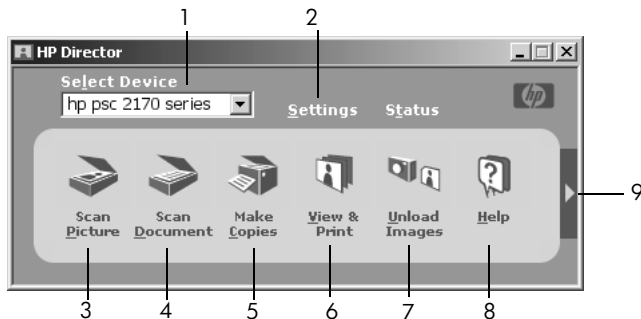 1
2
HP Director
Select Device
hp psc 2170 series
Settings
Status
hp
9
Scan Picture
Scan Document
Make Copies
View & Print
Unload Images
Help
3
4
5
6
7
8